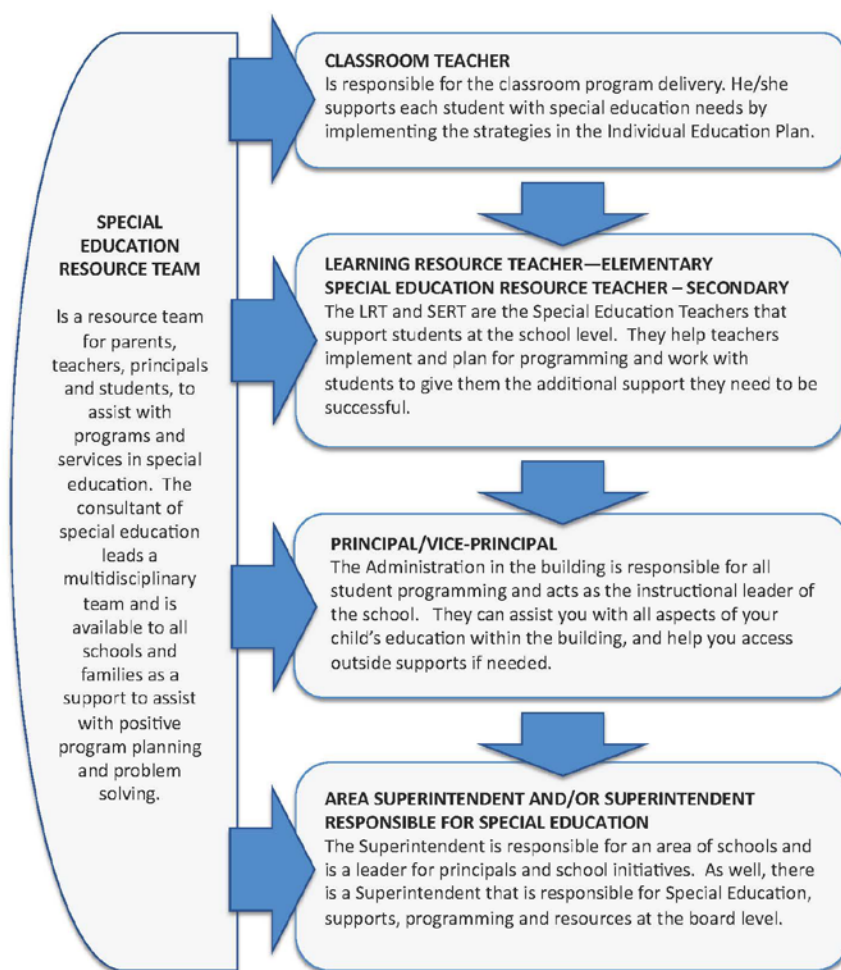 CLASSROOM TEACHER
Is responsible for the classroom program delivery. He/she
supports each student with special education needs by
implementing the strategies in the Individual Education Plan.
SPECIAL
EDUCATION
RESOURCE TEAM
Is a resource team
for parents,
teachers, principals
and students, to
assist with
programs and
services in special
education. The
consultant of
special education
leads a
multidisciplinary
team and is
available to all
schools and
families as a
support to assist
with positive
program planning
and problem
solving.
LEARNING RESOURCE TEACHER—ELEMENTARY
SPECIAL EDUCATION RESOURCE TEACHER – SECONDARY
The LRT and SERT are the Special Education Teachers that
support students at the school level. They help teachers
implement and plan for programming and work with
students to give them the additional support they need to be
successful.
PRINCIPAL/VICE-PRINCIPAL
The Administration in the building is responsible for all
student programming and acts as the instructional leader of
the school. They can assist you with all aspects of your
child's education within the building, and help you access
outside supports if needed.
AREA SUPERINTENDENT AND/OR SUPERINTENDENT
RESPONSIBLE FOR SPECIAL EDUCATION
The Superintendent is responsible for an area of schools and
is a leader for principals and school initiatives. As well, there
is a Superintendent that is responsible for Special Education,
supports, programming and resources at the board level.